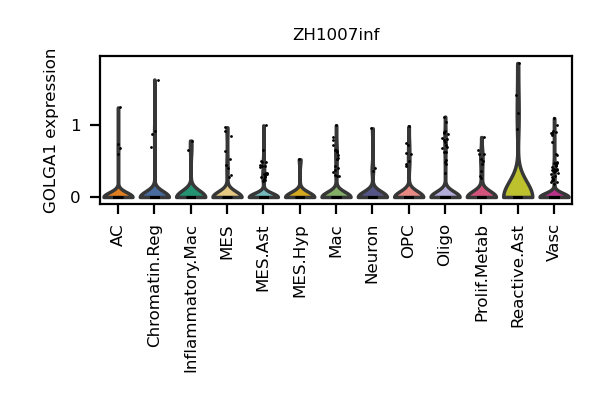 ZH1007inf
GOLGA1 expression
1
0
AC
Chromatin.Reg
Inflammatory.Mac
MES
MES.Ast
MES.Hyp
Mac
Neuron
OPC
Oligo
Prolif.Metab
Reactive.Ast
Vasc